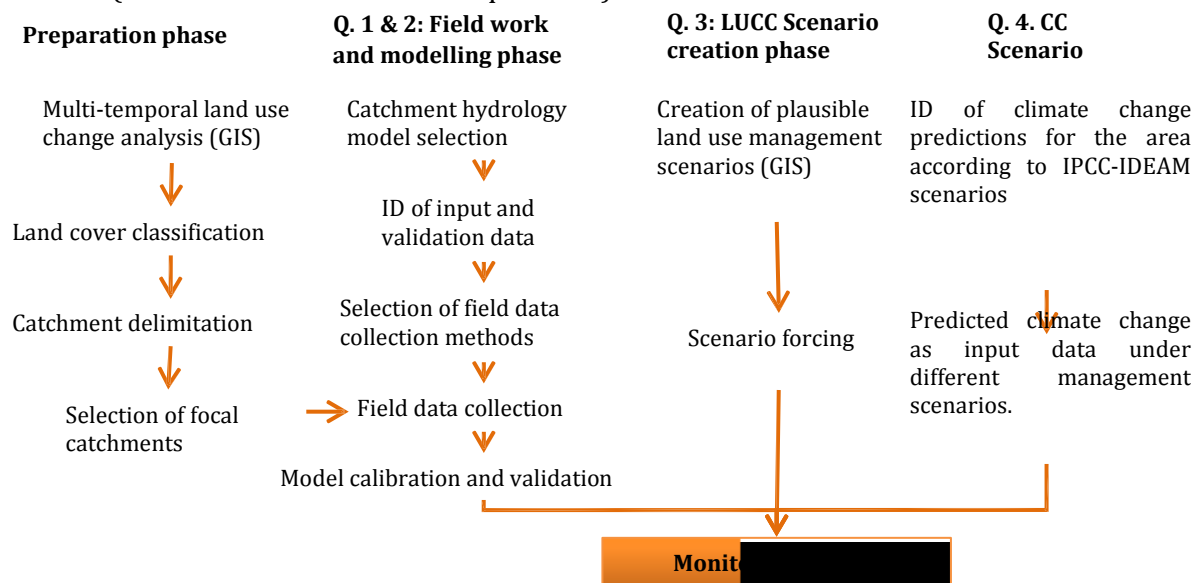 Preparation phase
Q. 1 & 2: Field work
and modelling phase
Q. 3: LUCC Scenario
creation phase
Q. 4. CC
Scenario
Multi-temporal land use
change analysis (GIS)
Land cover classification
Catchment delimitation
Selection of focal
catchments
Catchment hydrology
model selection
ID of input and
validation data
Selection of field data
collection methods
Field data collection
Model calibration and validation
Creation of plausible
land use management
scenarios (GIS)
Scenario forcing
ID of climate change
predictions for the area
according to IPCC-IDEAM
scenarios
Predicted climate change
as input data under
different management
scenarios.